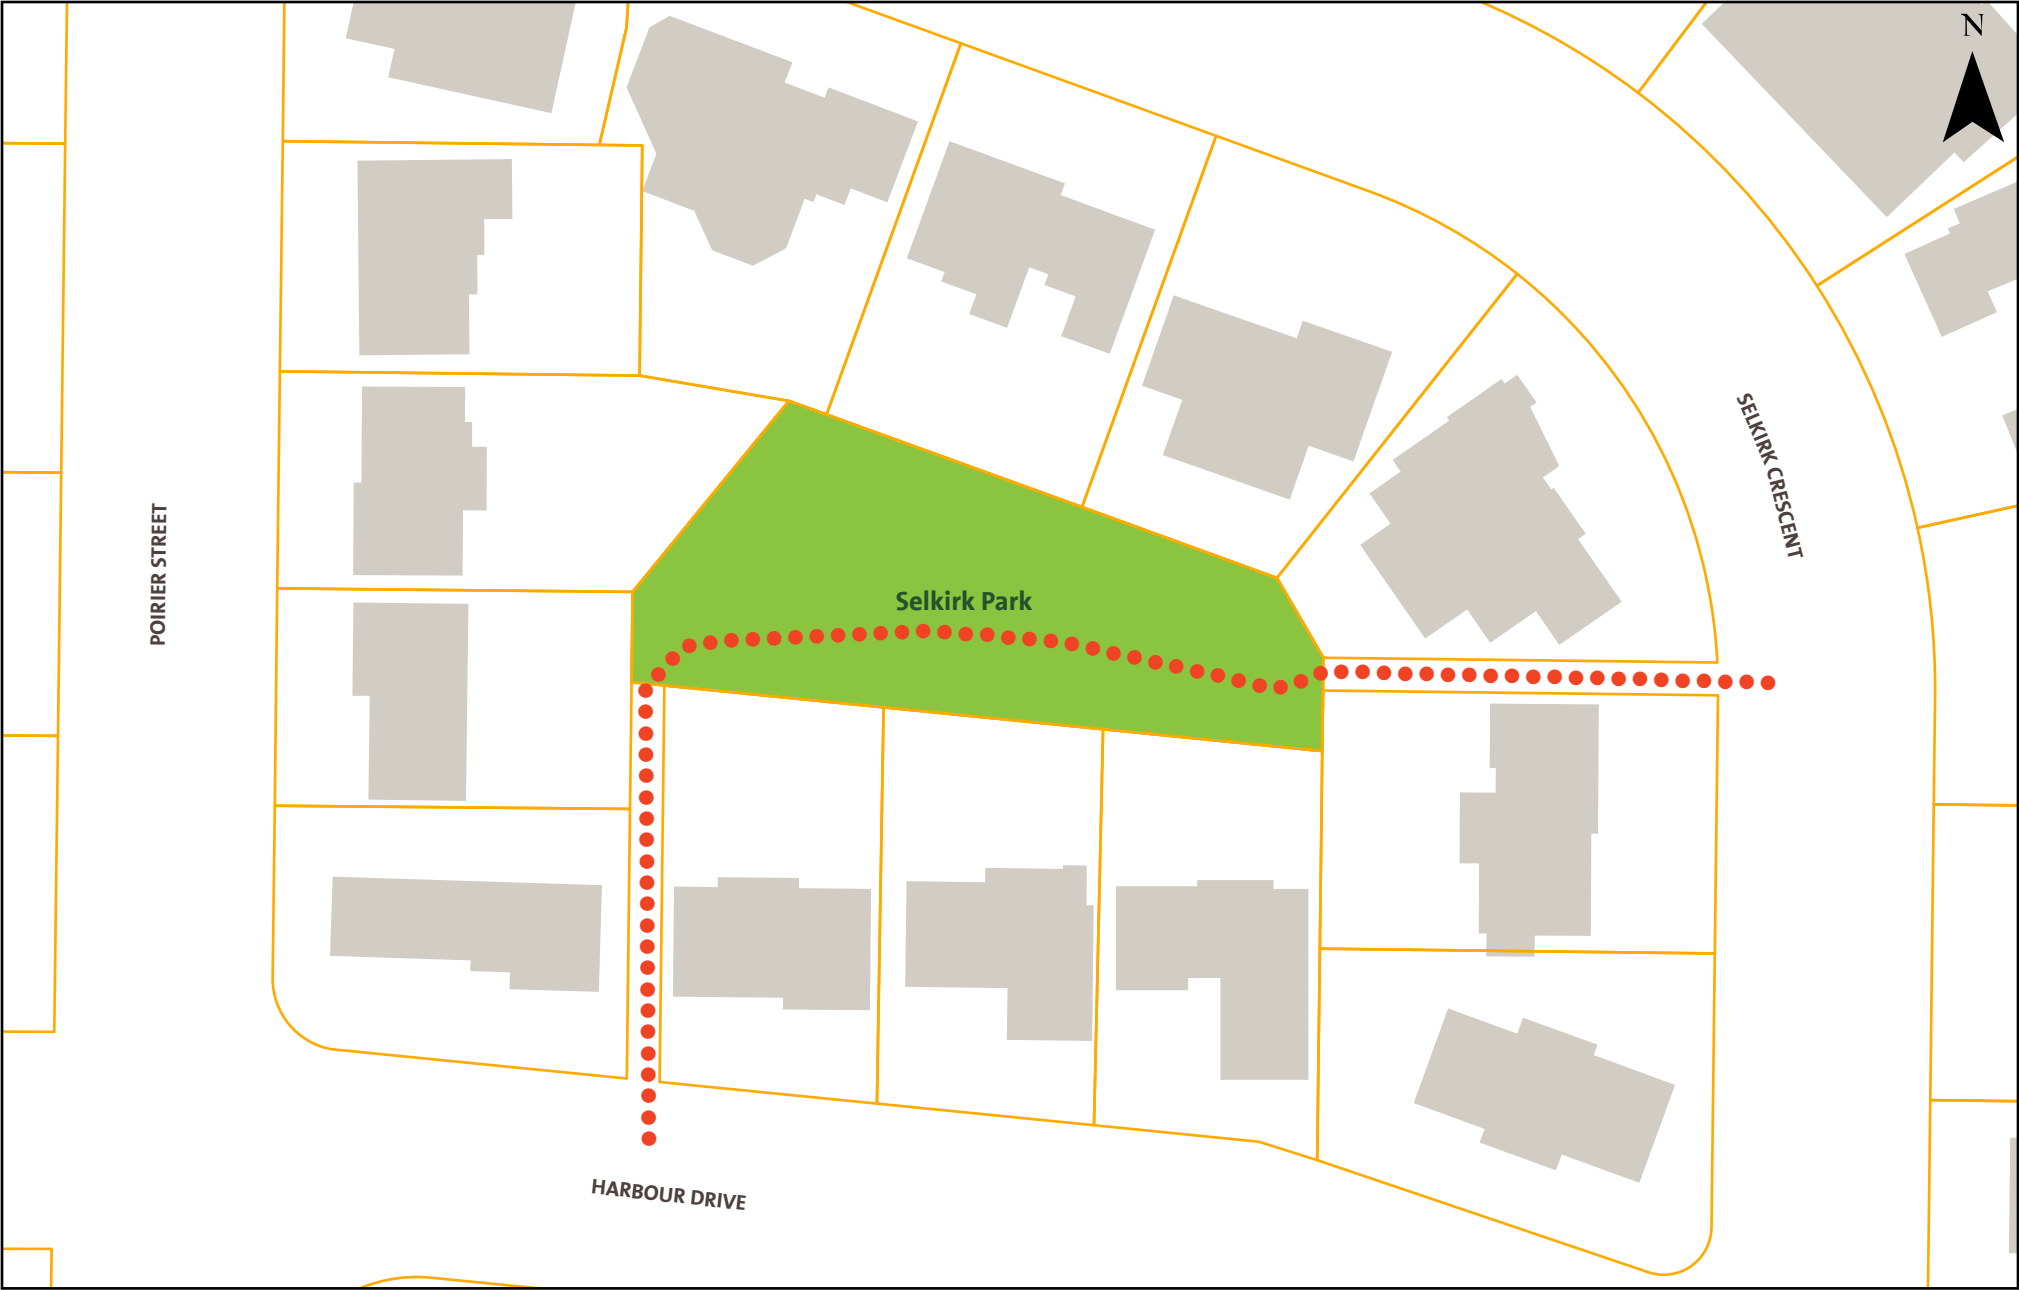 N
SELKIRK CRESCENT
POIRIER STREET
Selkirk Park
HARBOUR DRIVE